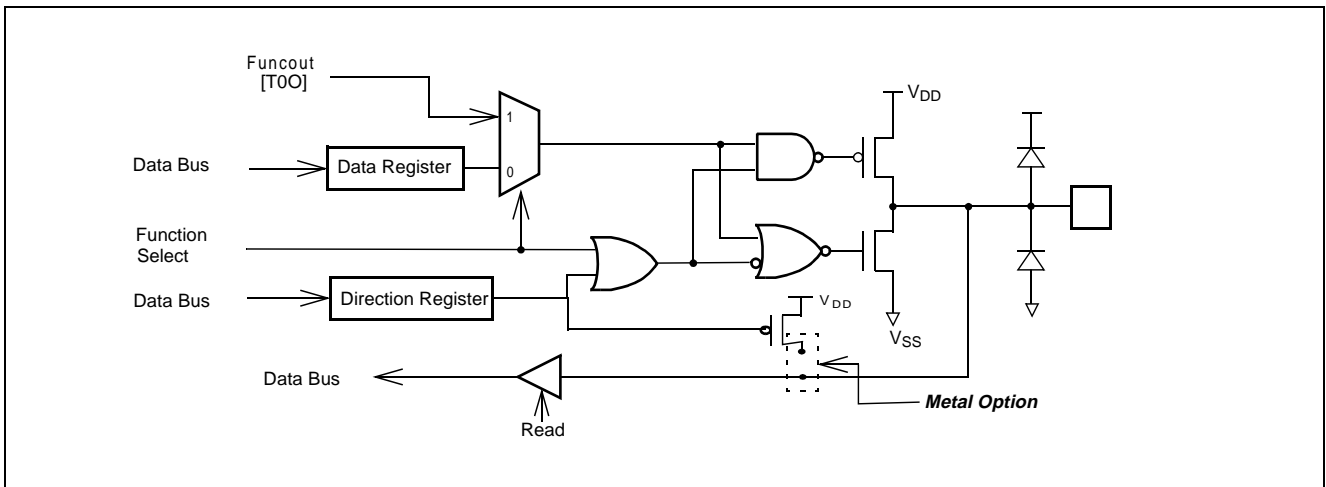 Funcout
[T0O]
VDD
1
Data Bus
Data Register
0
Function
Select
Data Bus
Direction Register
VDD
VSS
Data Bus
Metal Option
Read